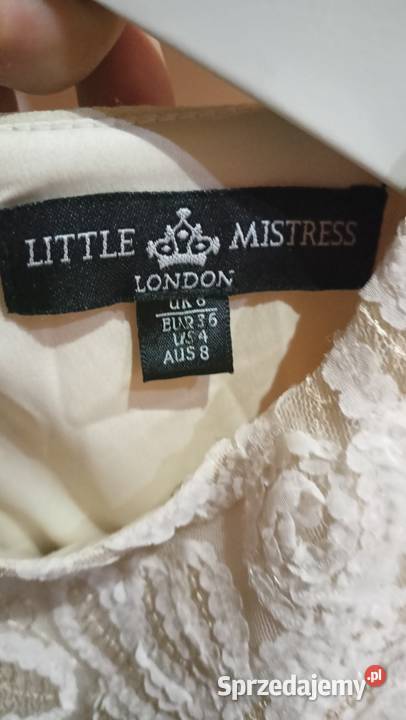 LITTLE MISTRESS
LONDON
UK 8
EUR 36
US 4
AUS 8
Sprzedajemy.pl